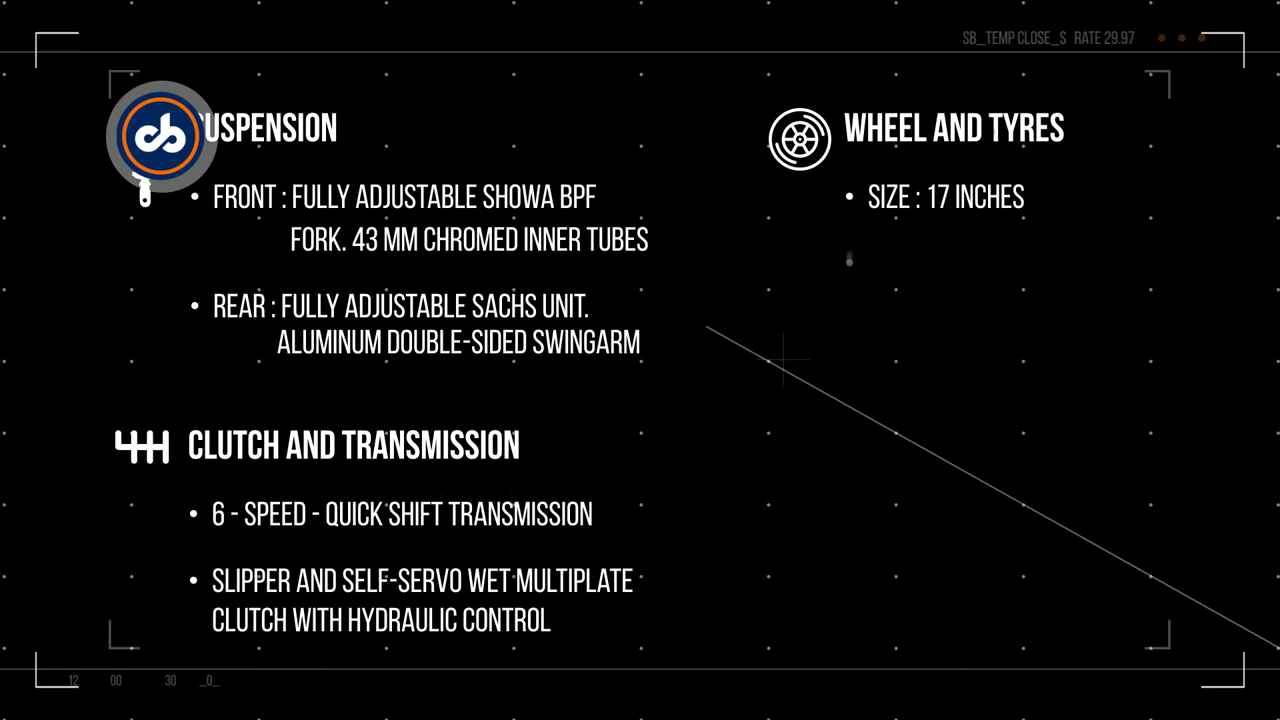 SB_TEMP CLOSE_S RATE 29.97
USPENSION
• FRONT : FULLY ADJUSTABLE SHOWA BPF
FORK. 43 MM CHROMED INNER TUBES
• REAR : FULLY ADJUSTABLE SACHS UNIT.
ALUMINUM DOUBLE-SIDED SWINGARM
CLUTCH AND TRANSMISSION
• 6 - SPEED - QUICK SHIFT TRANSMISSION
• SLIPPER AND SELF-SERVO WET MULTIPLATE
CLUTCH WITH HYDRAULIC CONTROL
WHEEL AND TYRES
• SIZE : 17 INCHES
12 00 30 _0_